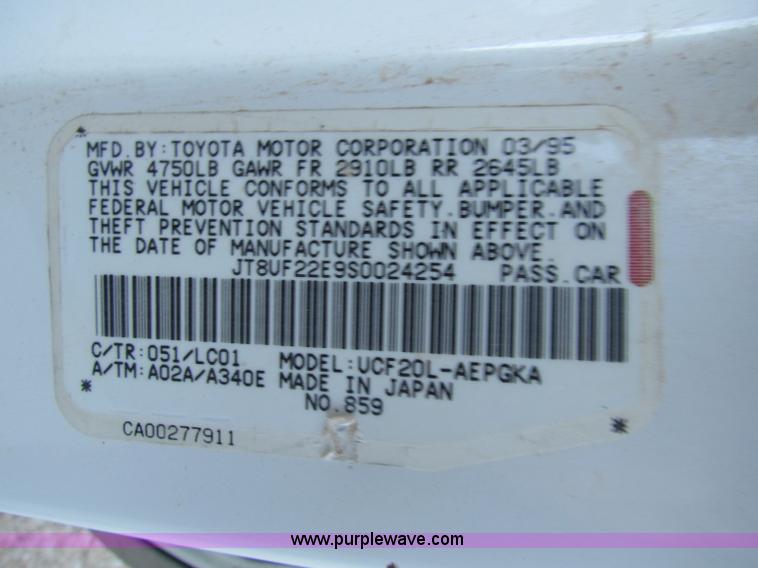 MFD.BY:TOYOTA MOTOR CORPORATION 03/95
GVWR 4750LB GAWR FR 2910LB RR 2645LB
THIS VEHICLE CONFORMS TO ALL APPLICABLE
FEDERAL MOTOR VEHICLE SAFETY.BUMPER.AND
THEFT PREVENTION STANDARDS IN EFFECT ON
THE DATE OF MANUFACTURE SHOWN ABOVE.
JT8UF22E9S0024254 PASS.CAR
C/TR:051/LC01 MODEL:UCF20L-AEPGKA
A/TM:A02A/A340E MADE IN JAPAN
* NO.859 *
CA00277911
www.purplewave.com